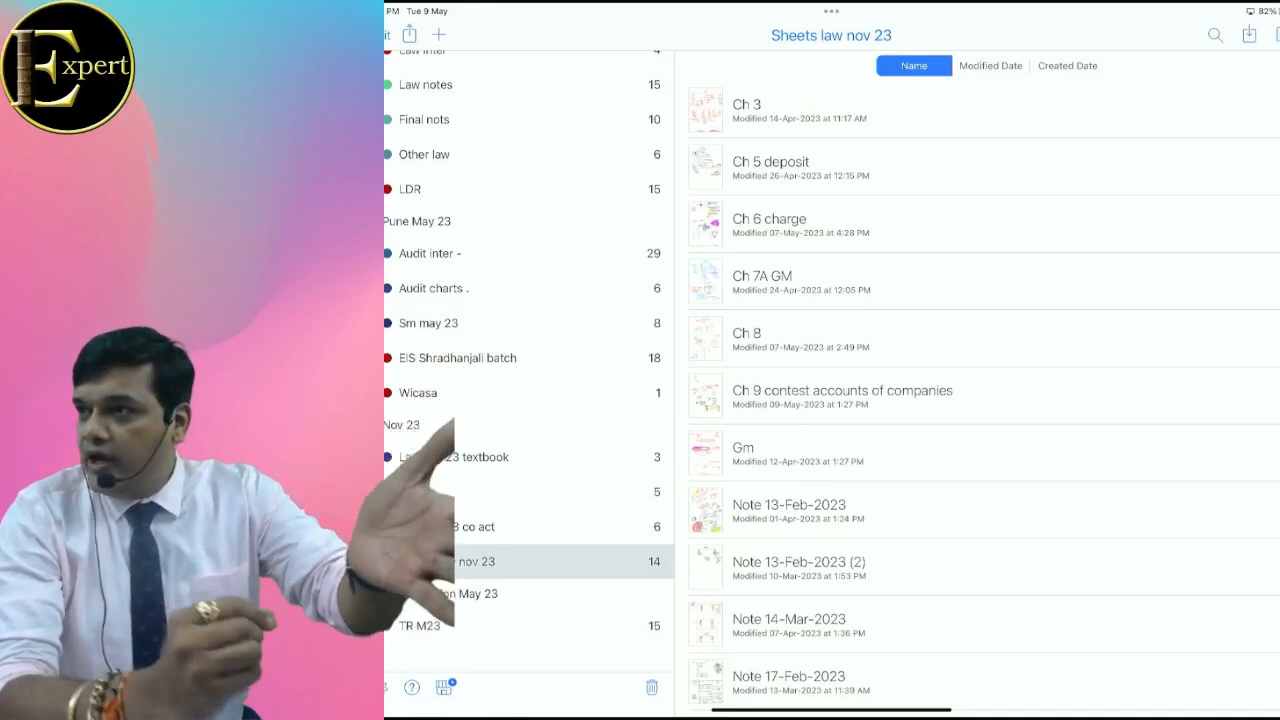 Expert
PM Tue 9 May
82%
Sheets law nov 23
Name Modified Date Created Date
Law inter 4
Law notes 15
Final nots 10
Other law 6
LDR 15
Pune May 23
Audit inter - 29
Audit charts . 6
Sm may 23 8
EIS Shradhanjali batch 18
Wicasa 1
Nov 23
23 textbook 3
5
co act 6
nov 23 14
May 23
TR M23 15
Ch 3
Modified 14-Apr-2023 at 11:17 AM
Ch 5 deposit
Modified 26-Apr-2023 at 12:15 PM
Ch 6 charge
Modified 07-May-2023 at 4:28 PM
Ch 7A GM
Modified 24-Apr-2023 at 12:05 PM
Ch 8
Modified 07-May-2023 at 2:49 PM
Ch 9 contest accounts of companies
Modified 09-May-2023 at 1:27 PM
Gm
Modified 12-Apr-2023 at 1:27 PM
Note 13-Feb-2023
Modified 01-Apr-2023 at 1:24 PM
Note 13-Feb-2023 (2)
Modified 10-Mar-2023 at 1:53 PM
Note 14-Mar-2023
Modified 07-Apr-2023 at 1:36 PM
Note 17-Feb-2023
Modified 13-Mar-2023 at 11:39 AM